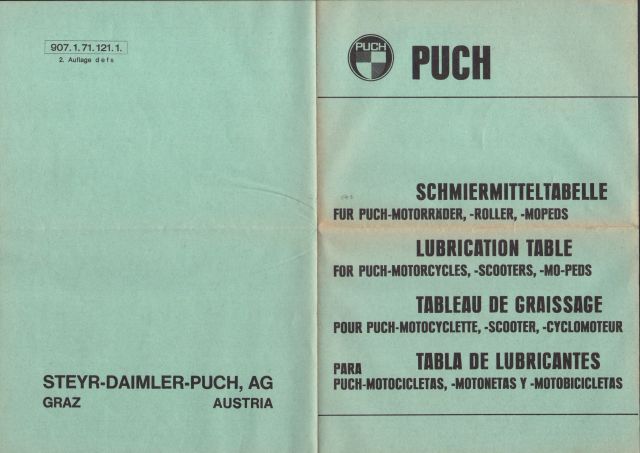 907.1.71.121.1.
2. Auflage defs
STEYR-DAIMLER-PUCH, AG
GRAZ AUSTRIA
PUCH
PUCH
SCHMIERMITTELTABELLE
FUR PUCH-MOTORRÄDER, -ROLLER, -MOPEDS
LUBRICATION TABLE
FOR PUCH-MOTORCYCLES, -SCOOTERS, -MO-PEDS
TABLEAU DE GRAISSAGE
POUR PUCH-MOTOCYCLETTE, -SCOOTER, -CYCLOMOTEUR
TABLA DE LUBRICANTES
PARA
PUCH-MOTOCICLETAS, -MOTONETAS Y -MOTOBICICLETAS